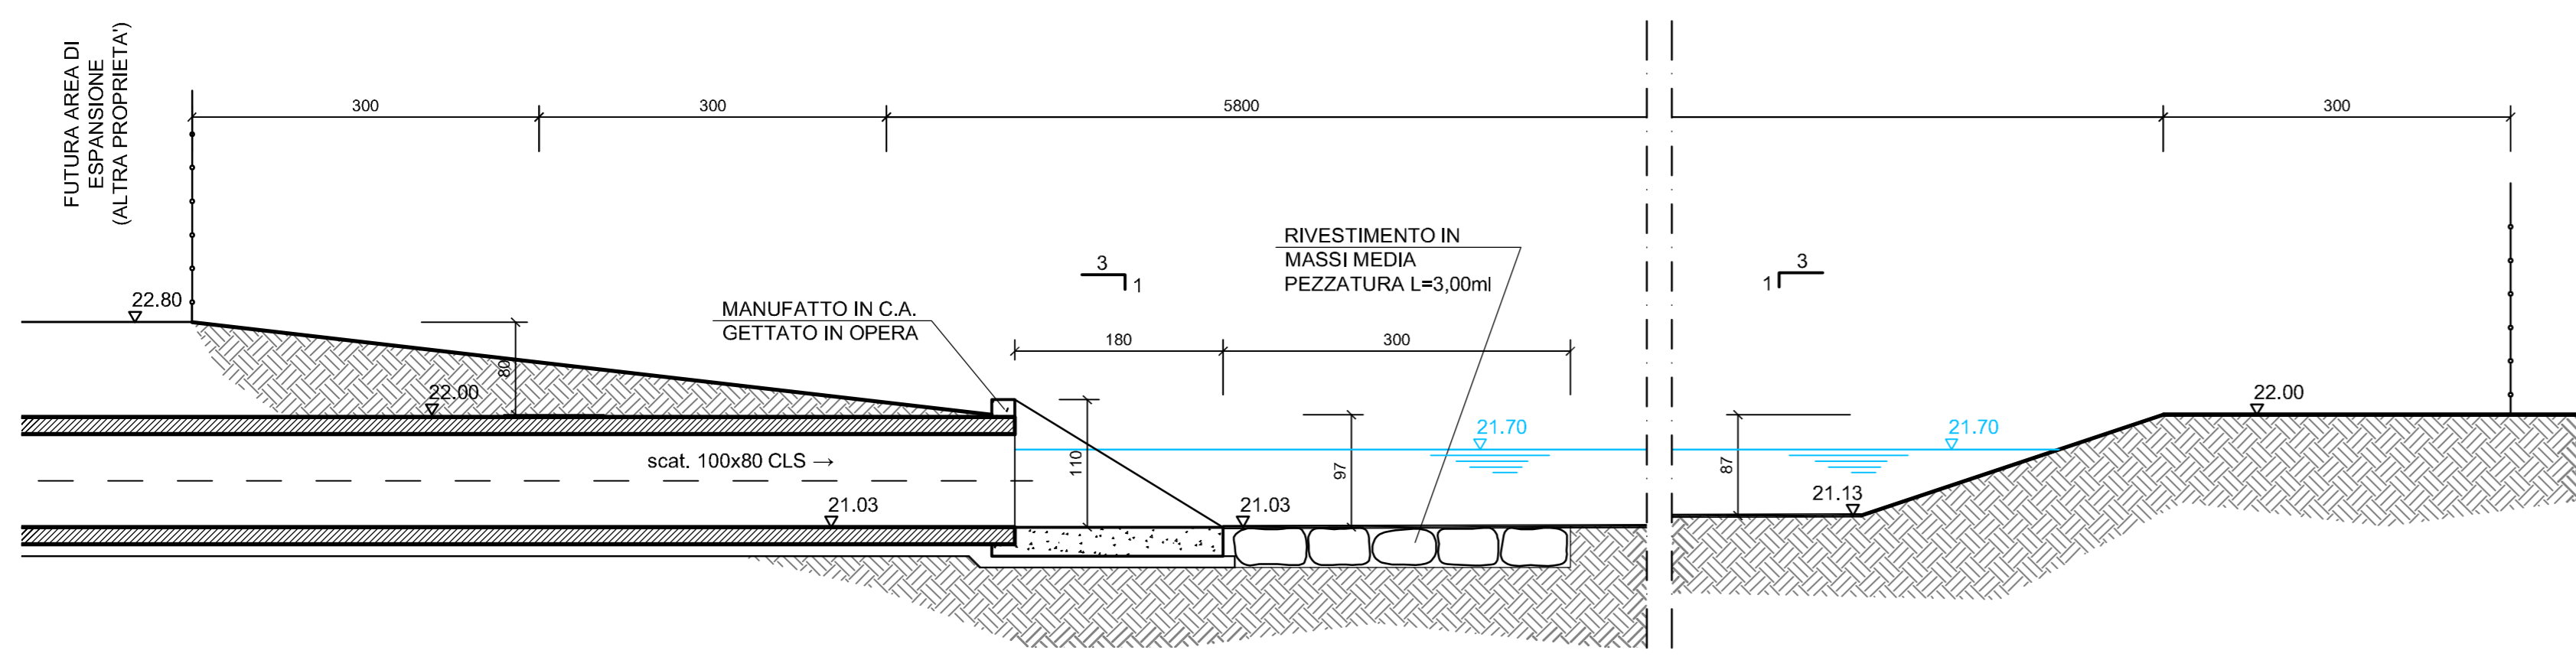 FUTURA AREA DI
ESPANSIONE
(ALTRA PROPRIETA')
300
300
5800
300
RIVESTIMENTO IN
MASSI MEDIA
PEZZATURA L=3,00ml
3
1
3
1
22.80
MANUFATTO IN C.A.
GETTATO IN OPERA
180
300
80
22.00
22.00
21.70
21.70
scat. 100x80 CLS →
110
97
87
21.03
21.03
21.13